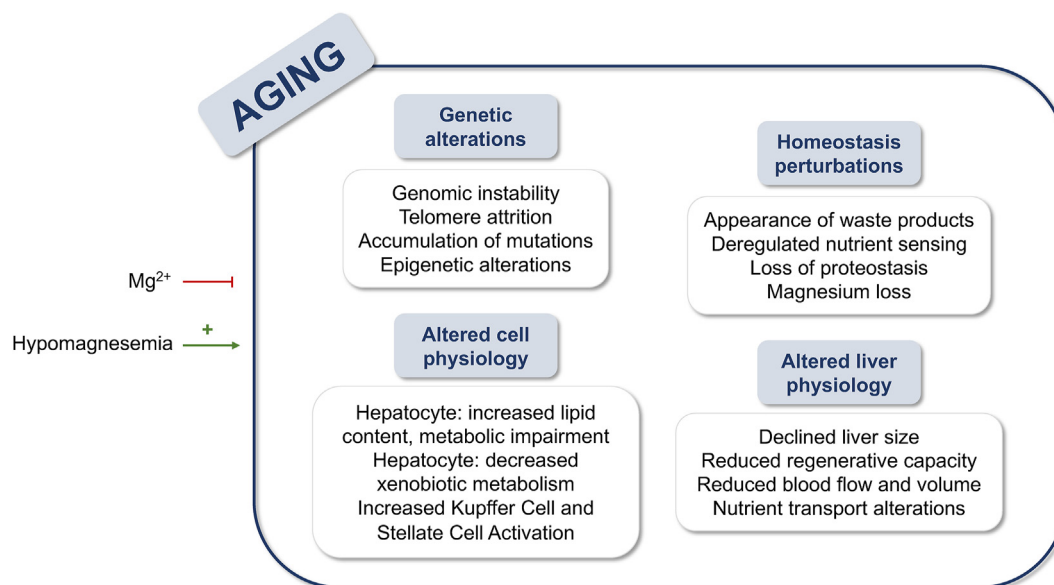 AGING
Genetic
alterations
Genomic instability
Telomere attrition
Accumulation of mutations
Epigenetic alterations
Homeostasis
perturbations
Appearance of waste products
Deregulated nutrient sensing
Loss of proteostasis
Magnesium loss
Mg²⁺
+
Hypomagnesemia
Altered cell
physiology
Hepatocyte: increased lipid
content, metabolic impairment
Hepatocyte: decreased
xenobiotic metabolism
Increased Kupffer Cell and
Stellate Cell Activation
Altered liver
physiology
Declined liver size
Reduced regenerative capacity
Reduced blood flow and volume
Nutrient transport alterations